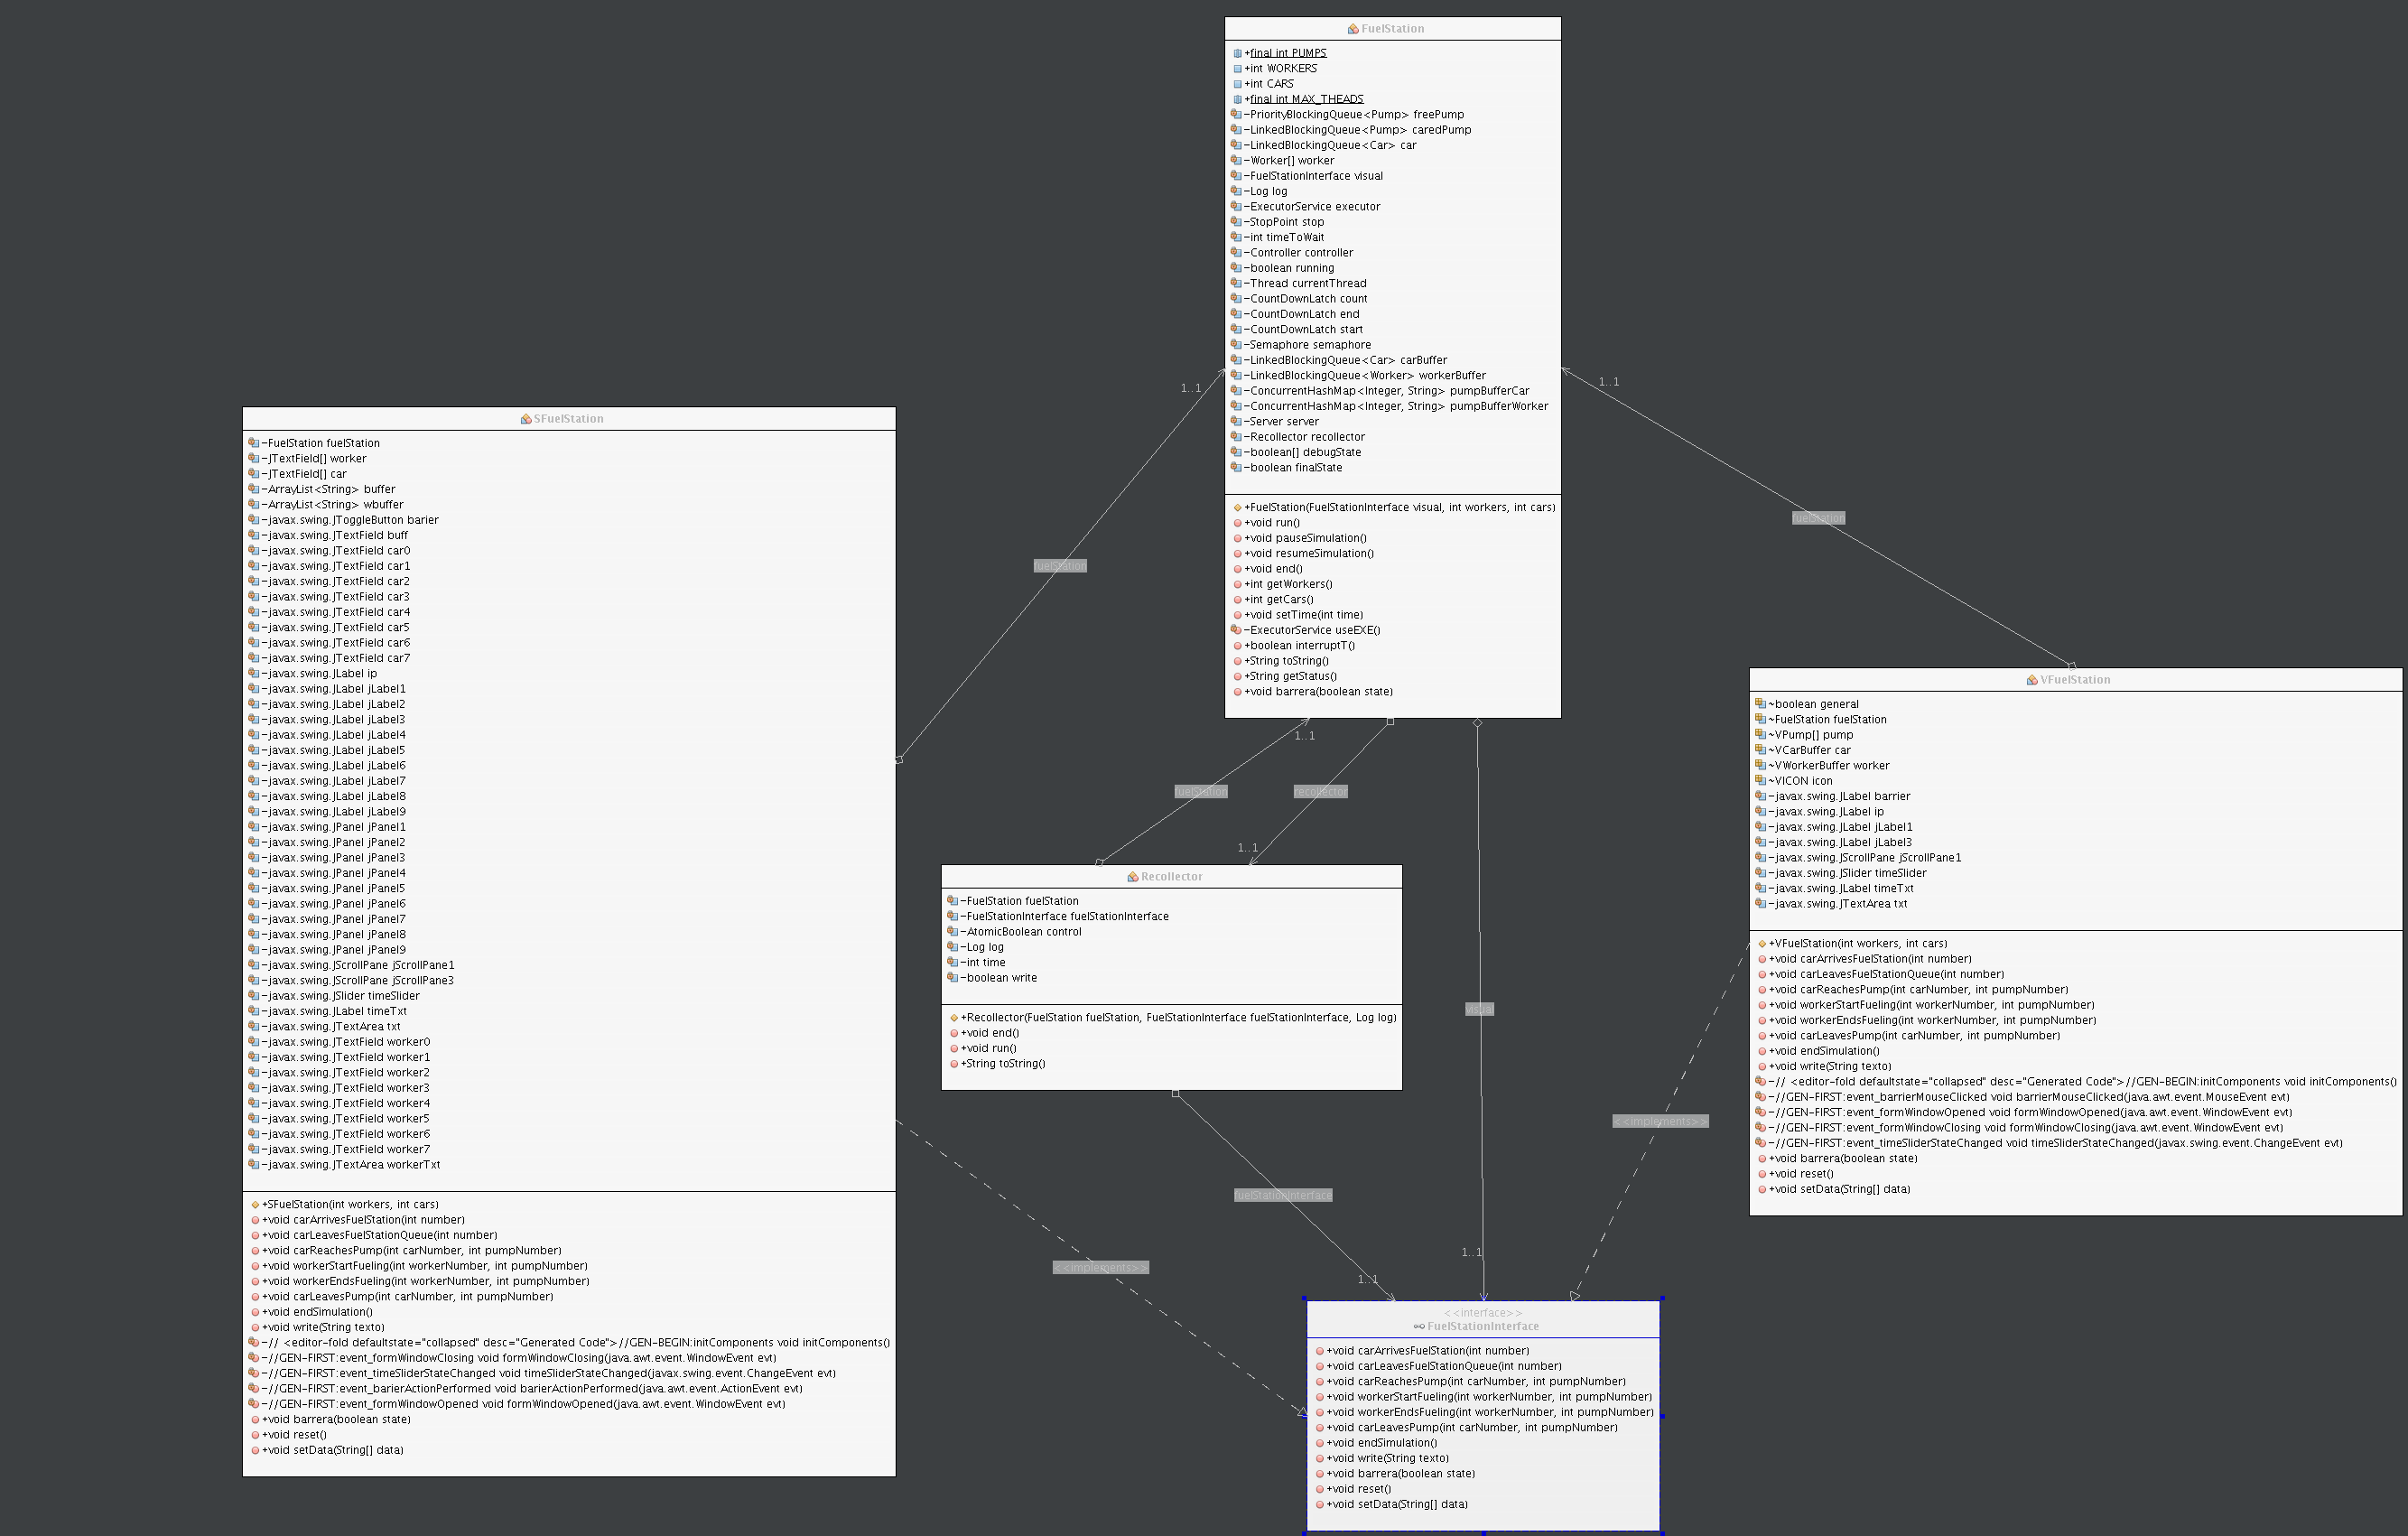 FuelStation
+final int PUMPS
+int WORKERS
+int CARS
+final int MAX_THEADS
-PriorityBlockingQueue<Pump> freePump
-LinkedBlockingQueue<Pump> caredPump
-LinkedBlockingQueue<Car> car
-Worker[] worker
-FuelStationInterface visual
-Log log
-ExecutorService executor
-StopPoint stop
-int timeToWait
-Controller controller
-boolean running
-Thread currentThread
-CountDownLatch count
-CountDownLatch end
-CountDownLatch start
-Semaphore semaphore
-LinkedBlockingQueue<Car> carBuffer
-LinkedBlockingQueue<Worker> workerBuffer
-ConcurrentHashMap<Integer, String> pumpBufferCar
-ConcurrentHashMap<Integer, String> pumpBufferWorker
-Server server
-Recollector recollector
-boolean[] debugState
-boolean finalState
+FuelStation(FuelStationInterface visual, int workers, int cars)
+void run()
+void pauseSimulation()
+void resumeSimulation()
+void end()
+int getWorkers()
+int getCars()
+void setTime(int time)
-ExecutorService useEXE()
+boolean interruptT()
+String toString()
+String getStatus()
+void barrera(boolean state)
1..1
1..1
fuelStation
fuelStation
SFuelStation
-FuelStation fuelStation
-JTextField[] worker
-JTextField[] car
-ArrayList<String> buffer
-ArrayList<String> wbuffer
-javax.swing.JToggleButton barier
-javax.swing.JTextField buff
-javax.swing.JTextField car0
-javax.swing.JTextField car1
-javax.swing.JTextField car2
-javax.swing.JTextField car3
-javax.swing.JTextField car4
-javax.swing.JTextField car5
-javax.swing.JTextField car6
-javax.swing.JTextField car7
-javax.swing.JLabel ip
-javax.swing.JLabel jLabel1
-javax.swing.JLabel jLabel2
-javax.swing.JLabel jLabel3
-javax.swing.JLabel jLabel4
-javax.swing.JLabel jLabel5
-javax.swing.JLabel jLabel6
-javax.swing.JLabel jLabel7
-javax.swing.JLabel jLabel8
-javax.swing.JLabel jLabel9
-javax.swing.JPanel jPanel1
-javax.swing.JPanel jPanel2
-javax.swing.JPanel jPanel3
-javax.swing.JPanel jPanel4
-javax.swing.JPanel jPanel5
-javax.swing.JPanel jPanel6
-javax.swing.JPanel jPanel7
-javax.swing.JPanel jPanel8
-javax.swing.JPanel jPanel9
-javax.swing.JScrollPane jScrollPane1
-javax.swing.JScrollPane jScrollPane3
-javax.swing.JSlider timeSlider
-javax.swing.JLabel timeTxt
-javax.swing.JTextArea txt
-javax.swing.JTextField worker0
-javax.swing.JTextField worker1
-javax.swing.JTextField worker2
-javax.swing.JTextField worker3
-javax.swing.JTextField worker4
-javax.swing.JTextField worker5
-javax.swing.JTextField worker6
-javax.swing.JTextField worker7
-javax.swing.JTextArea workerTxt
+SFuelStation(int workers, int cars)
+void carArrivesFuelStation(int number)
+void carLeavesFuelStationQueue(int number)
+void carReachesPump(int carNumber, int pumpNumber)
+void workerStartFueling(int workerNumber, int pumpNumber)
+void workerEndsFueling(int workerNumber, int pumpNumber)
+void carLeavesPump(int carNumber, int pumpNumber)
+void endSimulation()
+void write(String texto)
-// <editor-fold defaultstate="collapsed" desc="Generated Code">//GEN-BEGIN:initComponents void initComponents()
-//GEN-FIRST:event_formWindowClosing void formWindowClosing(java.awt.event.WindowEvent evt)
-//GEN-FIRST:event_timeSliderStateChanged void timeSliderStateChanged(javax.swing.event.ChangeEvent evt)
-//GEN-FIRST:event_barierActionPerformed void barierActionPerformed(java.awt.event.ActionEvent evt)
-//GEN-FIRST:event_formWindowOpened void formWindowOpened(java.awt.event.WindowEvent evt)
+void barrera(boolean state)
+void reset()
+void setData(String[] data)
1..1
fuelStation
recollector
1..1
Recollector
-FuelStation fuelStation
-FuelStationInterface fuelStationInterface
-AtomicBoolean control
-Log log
-int time
-boolean write
+Recollector(FuelStation fuelStation, FuelStationInterface fuelStationInterface, Log log)
+void end()
+void run()
+String toString()
visual
VFuelStation
~boolean general
~FuelStation fuelStation
~VPump[] pump
~VCarBuffer car
~VWorkerBuffer worker
~VICON icon
-javax.swing.JLabel barrier
-javax.swing.JLabel ip
-javax.swing.JLabel jLabel1
-javax.swing.JLabel jLabel3
-javax.swing.JScrollPane jScrollPane1
-javax.swing.JSlider timeSlider
-javax.swing.JLabel timeTxt
-javax.swing.JTextArea txt
+VFuelStation(int workers, int cars)
+void carArrivesFuelStation(int number)
+void carLeavesFuelStationQueue(int number)
+void carReachesPump(int carNumber, int pumpNumber)
+void workerStartFueling(int workerNumber, int pumpNumber)
+void workerEndsFueling(int workerNumber, int pumpNumber)
+void carLeavesPump(int carNumber, int pumpNumber)
+void endSimulation()
+void write(String texto)
-// <editor-fold defaultstate="collapsed" desc="Generated Code">//GEN-BEGIN:initComponents void initComponents()
-//GEN-FIRST:event_barrierMouseClicked void barrierMouseClicked(java.awt.event.MouseEvent evt)
-//GEN-FIRST:event_formWindowOpened void formWindowOpened(java.awt.event.WindowEvent evt)
-//GEN-FIRST:event_formWindowClosing void formWindowClosing(java.awt.event.WindowEvent evt)
-//GEN-FIRST:event_timeSliderStateChanged void timeSliderStateChanged(javax.swing.event.ChangeEvent evt)
+void barrera(boolean state)
+void reset()
+void setData(String[] data)
<<implements>>
fuelStationInterface
<<implements>>
1..1
1..1
<<interface>>
FuelStationInterface
+void carArrivesFuelStation(int number)
+void carLeavesFuelStationQueue(int number)
+void carReachesPump(int carNumber, int pumpNumber)
+void workerStartFueling(int workerNumber, int pumpNumber)
+void workerEndsFueling(int workerNumber, int pumpNumber)
+void carLeavesPump(int carNumber, int pumpNumber)
+void endSimulation()
+void write(String texto)
+void barrera(boolean state)
+void reset()
+void setData(String[] data)